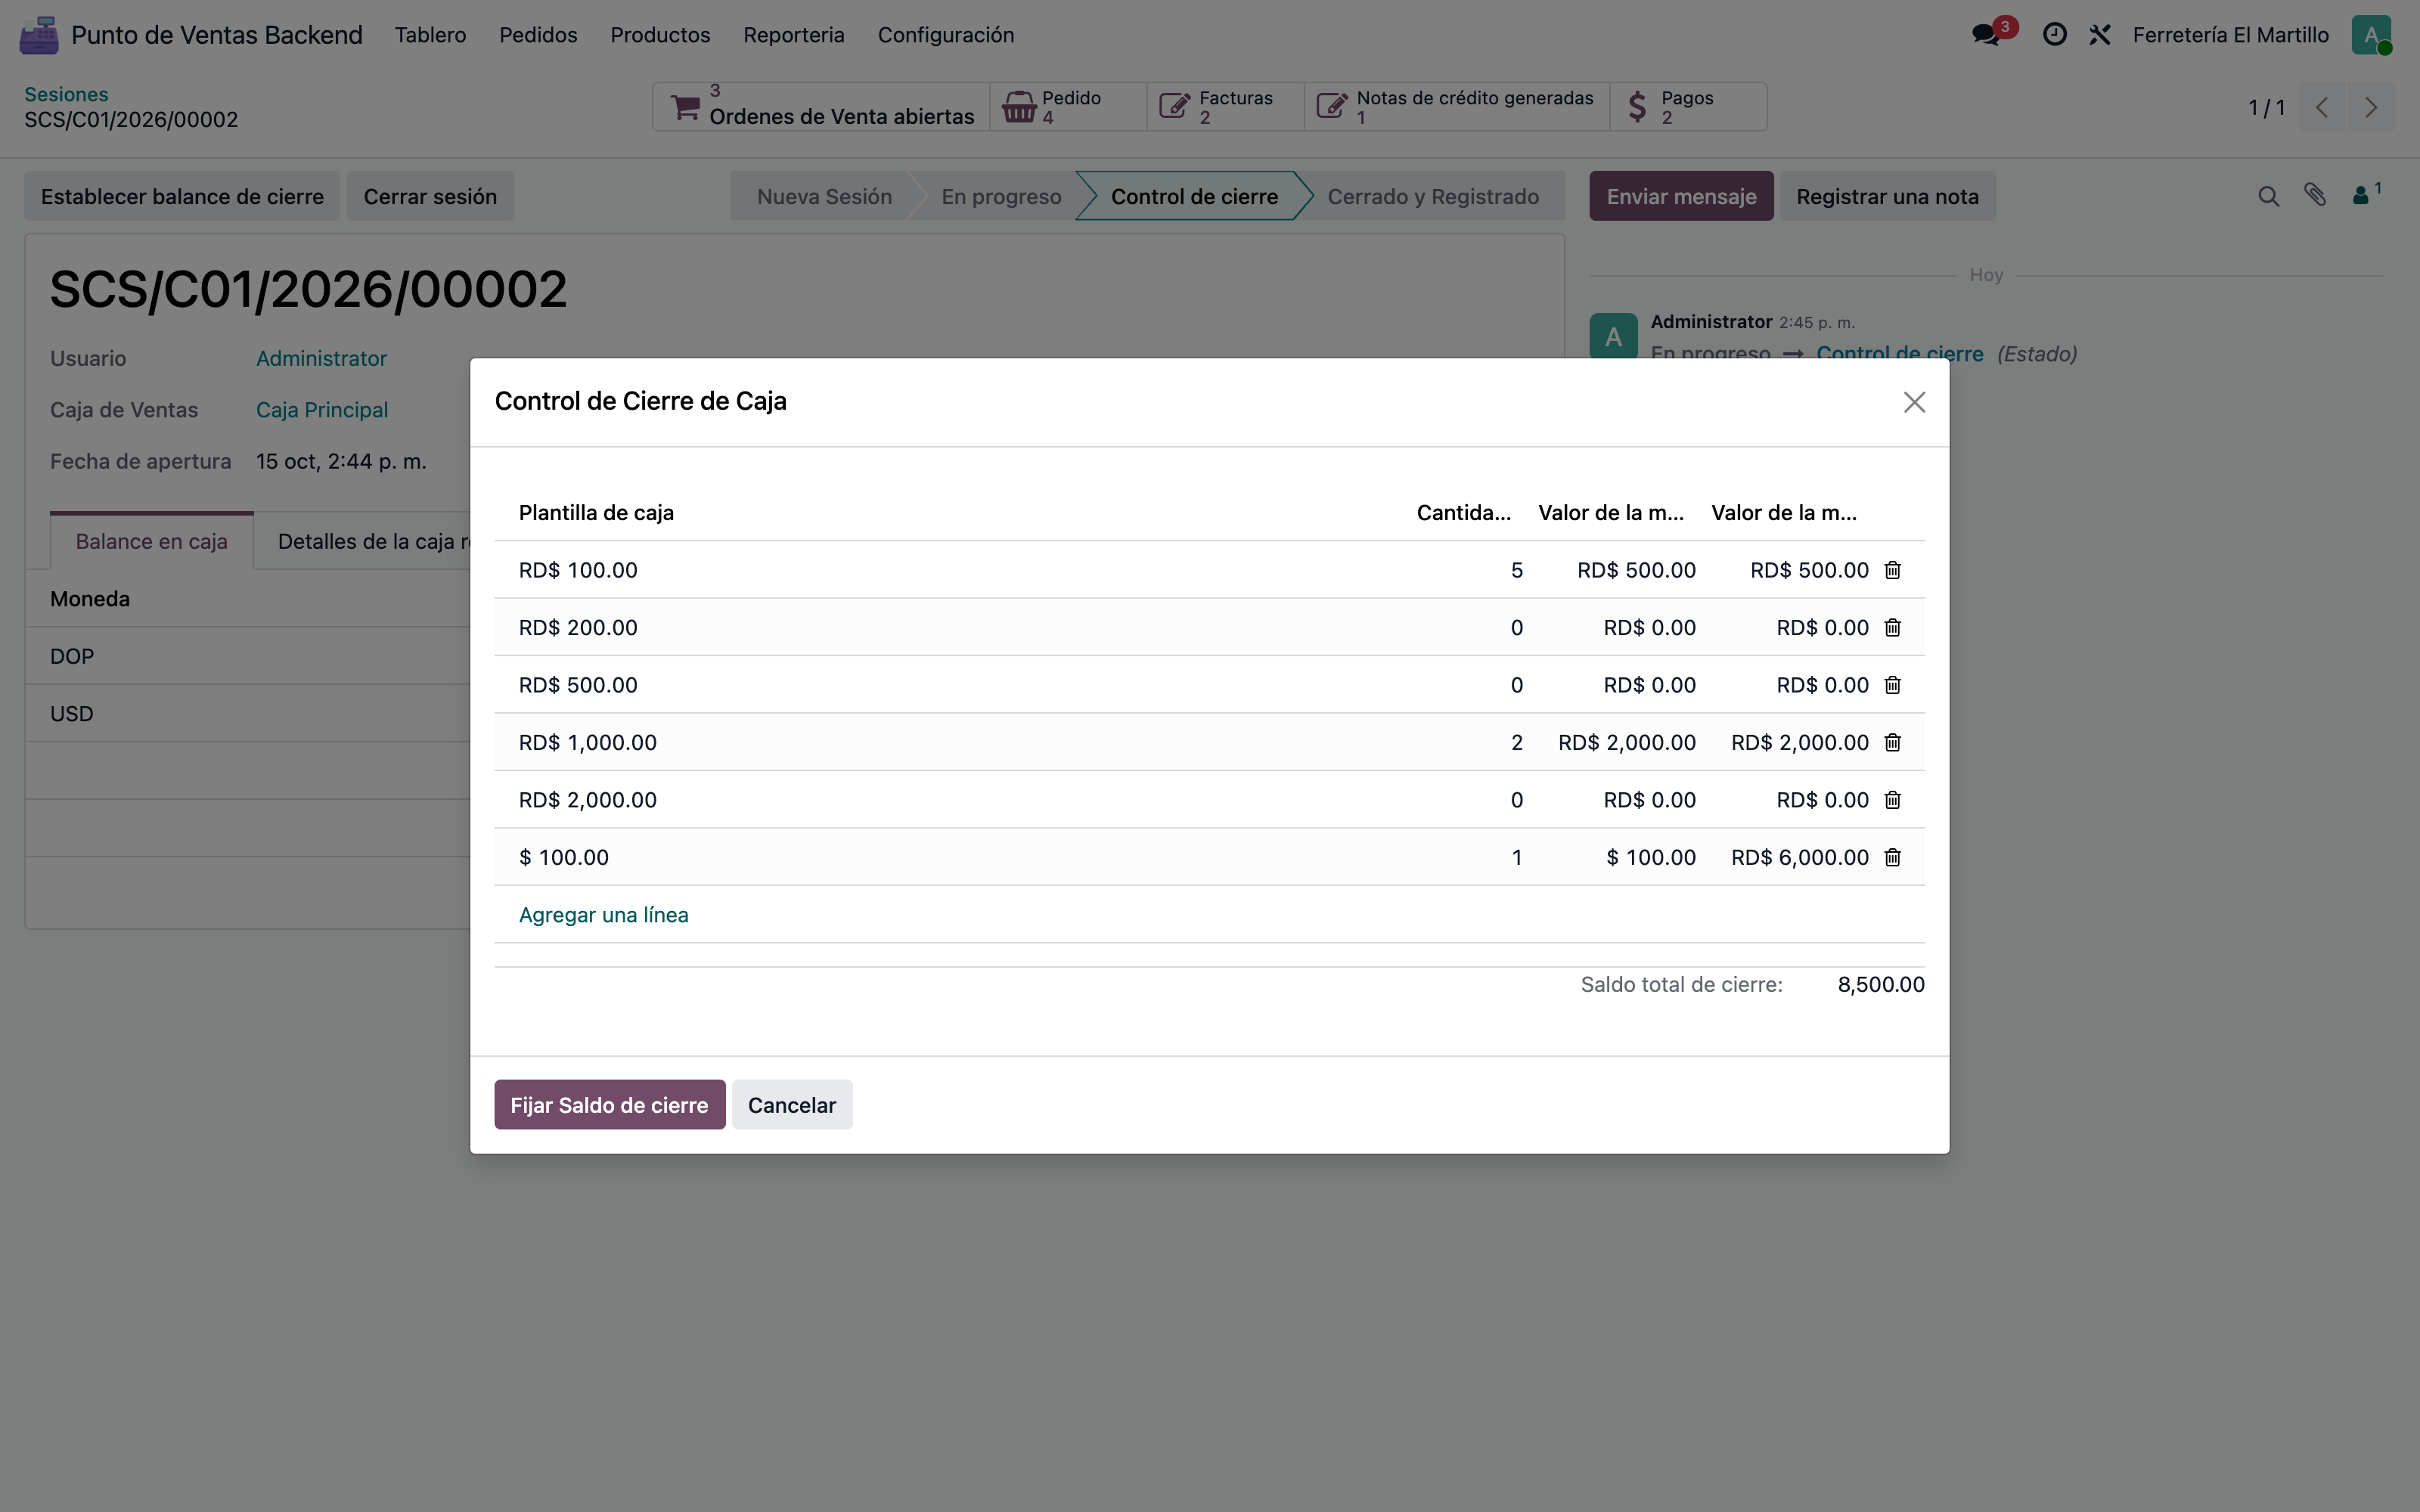 Punto de Ventas Backend Tablero Pedidos Productos Reporteria Configuración 3 Ferretería El Martillo A
Sesiones
SCS/C01/2026/00002
3
Ordenes de Venta abiertas
Pedido
4
Facturas
2
Notas de crédito generadas
1
Pagos
2
1 / 1
Establecer balance de cierre Cerrar sesión Nueva Sesión En progreso Control de cierre Cerrado y Registrado Enviar mensaje Registrar una nota 1
SCS/C01/2026/00002
Hoy
Usuario Administrator
Caja de Ventas Caja Principal
Fecha de apertura 15 oct, 2:44 p. m.
A
Administrator 2:45 p. m.
En progreso → Control de cierre (Estado)
Balance en caja Detalles de la caja r
Moneda
DOP
USD
Control de Cierre de Caja
Plantilla de caja Cantida... Valor de la m... Valor de la m...
RD$ 100.00 5 RD$ 500.00 RD$ 500.00
RD$ 200.00 0 RD$ 0.00 RD$ 0.00
RD$ 500.00 0 RD$ 0.00 RD$ 0.00
RD$ 1,000.00 2 RD$ 2,000.00 RD$ 2,000.00
RD$ 2,000.00 0 RD$ 0.00 RD$ 0.00
$ 100.00 1 $ 100.00 RD$ 6,000.00
Agregar una línea
Saldo total de cierre: 8,500.00
Fijar Saldo de cierre Cancelar